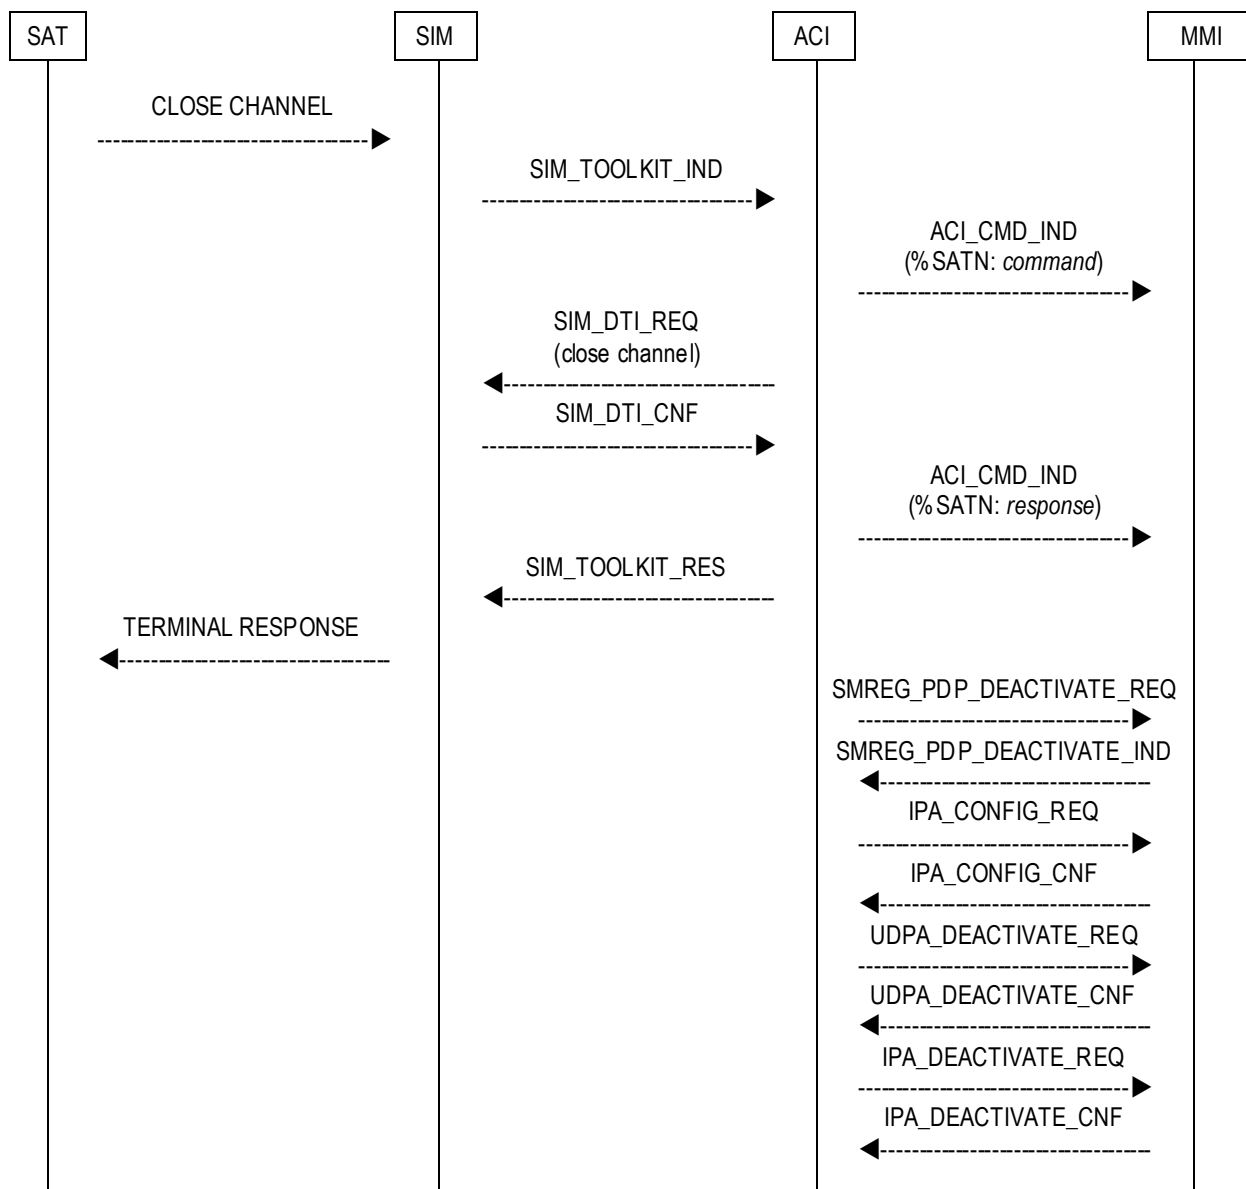 SAT
SIM
ACI
MMI
CLOSE CHANNEL
SIM_TOOLKIT_IND
ACI_CMD_IND
(%SATN: command)
SIM_DTI_REQ
(close channel)
SIM_DTI_CNF
ACI_CMD_IND
(%SATN: response)
SIM_TOOLKIT_RES
TERMINAL RESPONSE
SMREG_PDP_DEACTIVATE_REQ
SMREG_PDP_DEACTIVATE_IND
IPA_CONFIG_REQ
IPA_CONFIG_CNF
UDPA_DEACTIVATE_REQ
UDPA_DEACTIVATE_CNF
IPA_DEACTIVATE_REQ
IPA_DEACTIVATE_CNF